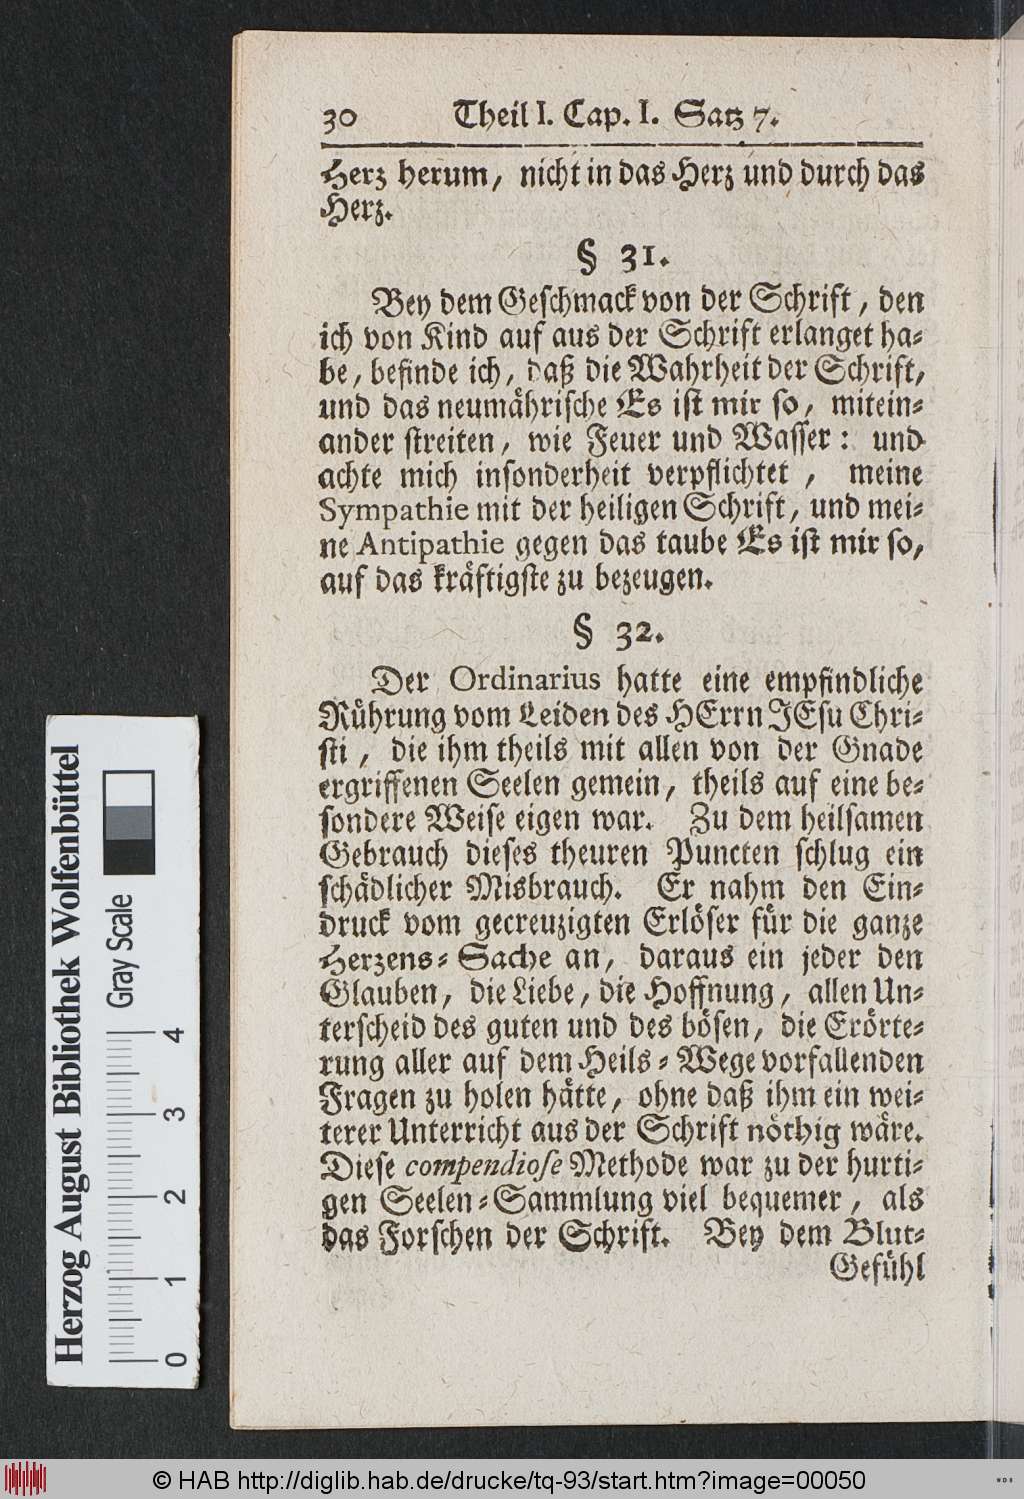 30 Theil I. Cap. I. Satz 7.
Herz herum, nicht in das Herz und durch das
Herz.
§ 31.
Bey dem Geschmack von der Schrift, den
ich von Kind auf aus der Schrift erlanget ha-
be, befinde ich, daß die Wahrheit der Schrift,
und das neumährische Es ist mir so, mitein-
ander streiten, wie Feuer und Wasser: und
achte mich insonderheit verpflichtet, meine
Sympathie mit der heiligen Schrift, und mei-
ne Antipathie gegen das taube Es ist mir so,
auf das kräftigste zu bezeugen.
§ 32.
Der Ordinarius hatte eine empfindliche
Rührung vom Leiden des HErrn JEsu Chri-
sti, die ihm theils mit allen von der Gnade
ergriffenen Seelen gemein, theils auf eine be-
sondere Weise eigen war. Zu dem heilsamen
Gebrauch dieses theuren Puncten schlug ein
schädlicher Misbrauch. Er nahm den Ein-
druck vom gecreuzigten Erlöser für die ganze
Herzens-Sache an, daraus ein jeder den
Glauben, die Liebe, die Hoffnung, allen Un-
terscheid des guten und des bösen, die Erörte-
rung aller auf dem Heils-Wege vorfallenden
Fragen zu holen hätte, ohne daß ihm ein wei-
terer Unterricht aus der Schrift nöthig wäre.
Diese compendiose Methode war zu der hurti-
gen Seelen-Sammlung viel bequemer, als
das Forschen der Schrift. Bey dem Blut-
Gefühl
Herzog August Bibliothek Wolfenbüttel
Gray Scale
0 1 2 3 4
© HAB http://diglib.hab.de/drucke/tq-93/start.htm?image=00050